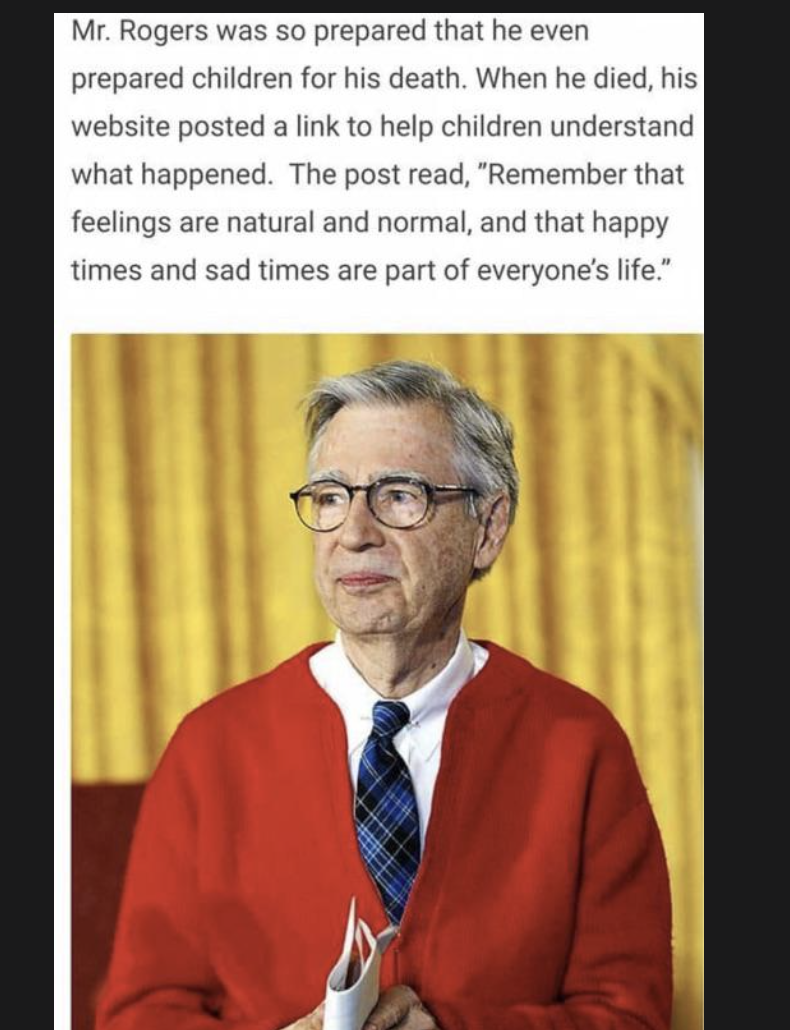 Mr. Rogers was so prepared that he even
prepared children for his death. When he died, his
website posted a link to help children understand
what happened.  The post read, "Remember that
feelings are natural and normal, and that happy
times and sad times are part of everyone's life."